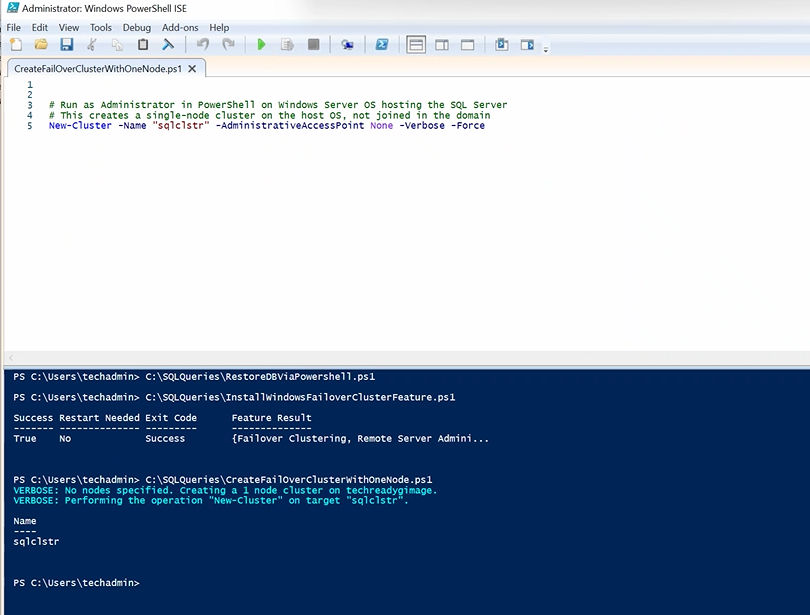 Administrator: Windows PowerShell ISE
File Edit View Tools Debug Add-ons Help
CreateFailOverClusterWithOneNode.ps1
1
2
3 # Run as Administrator in PowerShell on Windows Server OS hosting the SQL Server
4 # This creates a single-node cluster on the host OS, not joined in the domain
5 New-Cluster -Name "sqlclstr" -AdministrativeAccessPoint None -Verbose -Force
PS C:\Users\techadmin> C:\SQLQueries\RestoreDBViaPowershell.ps1
PS C:\Users\techadmin> C:\SQLQueries\InstallWindowsFailoverClusterFeature.ps1
Success Restart Needed Exit Code Feature Result
------- -------------- --------- --------------
True No Success {Failover Clustering, Remote Server Admini...
PS C:\Users\techadmin> C:\SQLQueries\CreateFailOverClusterWithOneNode.ps1
VERBOSE: No nodes specified. Creating a 1 node cluster on techreadygimage.
VERBOSE: Performing the operation "New-Cluster" on target "sqlclstr".
Name
----
sqlclstr
PS C:\Users\techadmin>